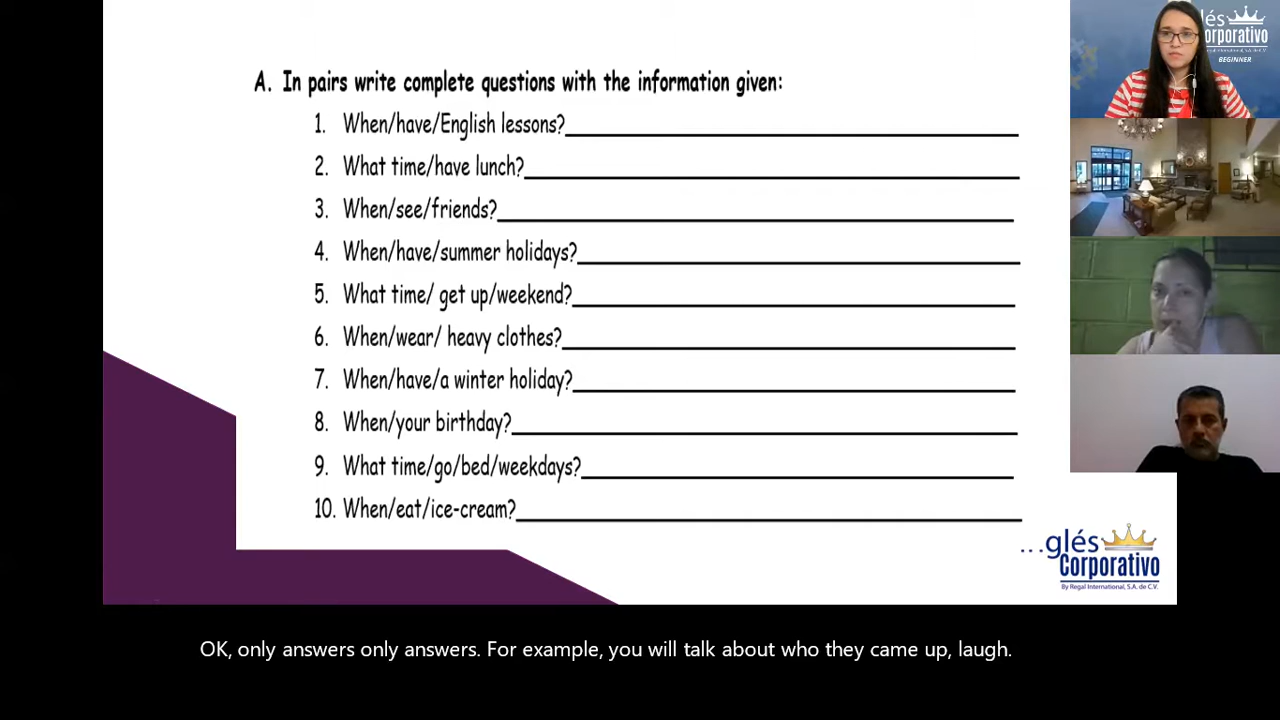 A. In pairs write complete questions with the information given:
1. When/have/English lessons?
2. What time/have lunch?
3. When/see/friends?
4. When/have/summer holidays?
5. What time/ get up/weekend?
6. When/wear/ heavy clothes?
7. When/have/a winter holiday?
8. When/your birthday?
9. What time/go/bed/weekdays?
10. When/eat/ice-cream?
glés
Corporativo
BEGINNER
...glés
Corporativo
By Regal International, S.A. de C.V.
OK, only answers only answers. For example, you will talk about who they came up, laugh.